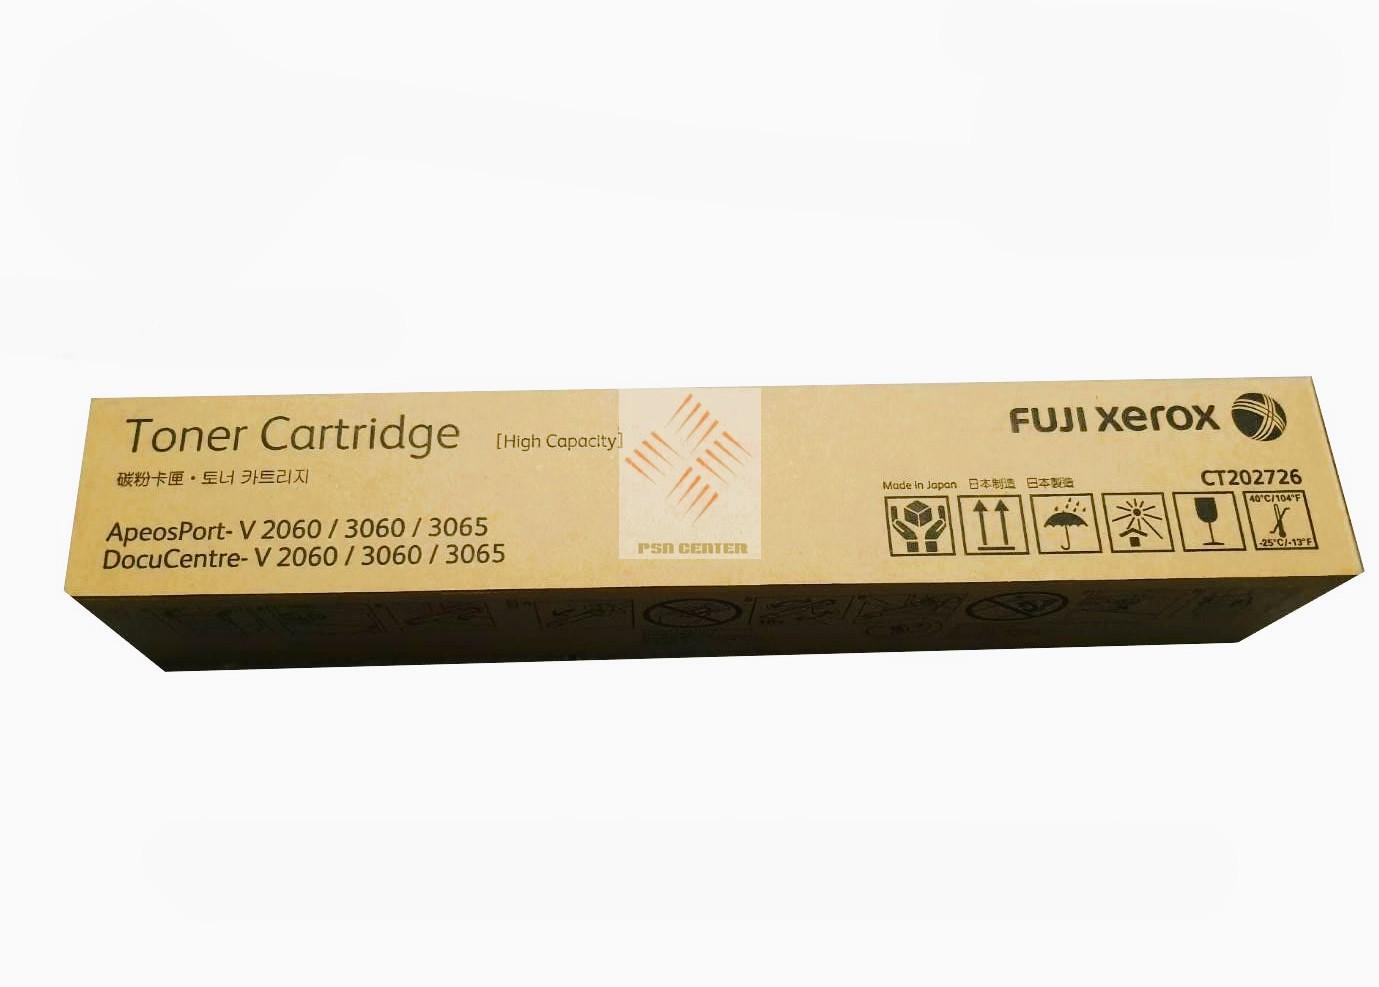 Toner Cartridge [High Capacity]
碳粉卡匣・토너 카트리지
ApeosPort- V 2060 / 3060 / 3065
DocuCentre- V 2060 / 3060 / 3065
PSN CENTER
FUJI xerox
CT202726
Made in Japan 日本制造 日本製造
40°C/104°F
-25°C/-13°F